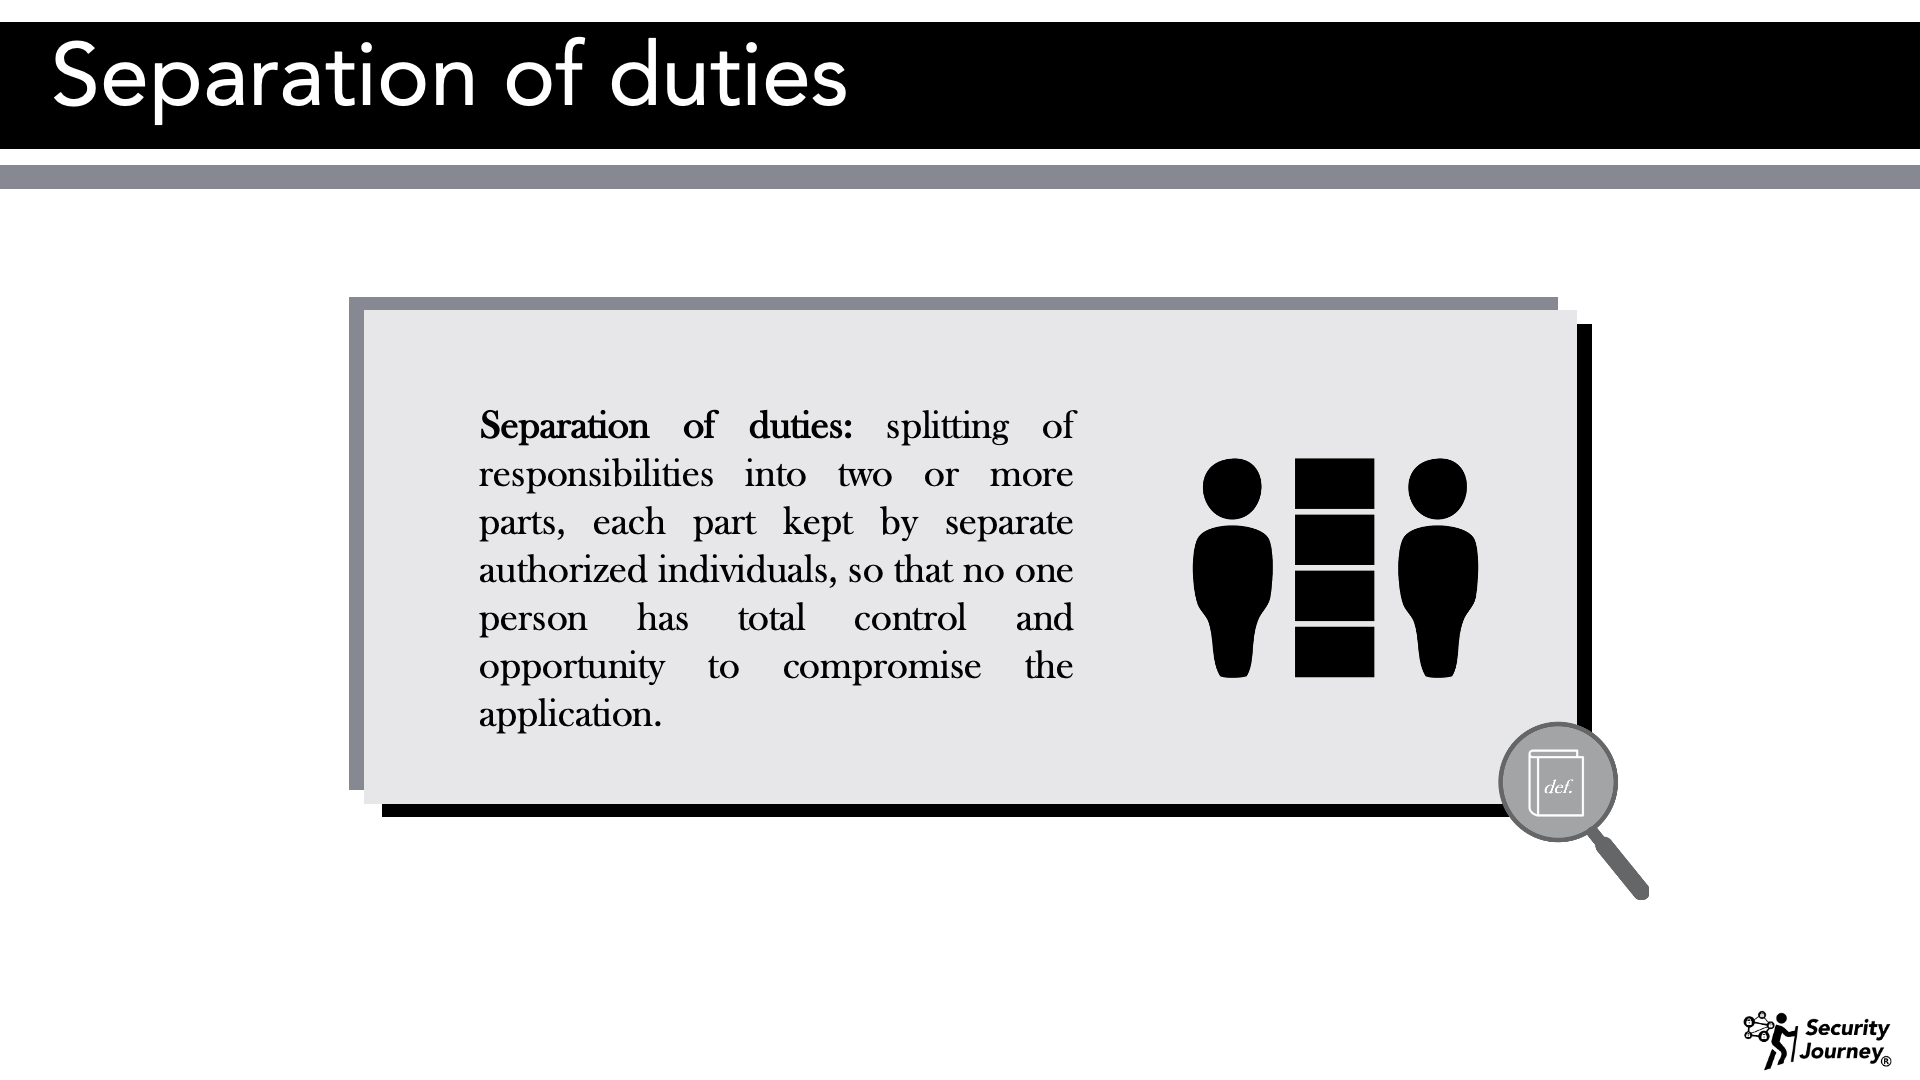 Separation of duties
Separation of duties: splitting of
responsibilities into two or more
parts, each part kept by separate
authorized individuals, so that no one
person has total control and
opportunity to compromise the
application.
def.
Security
Journey®